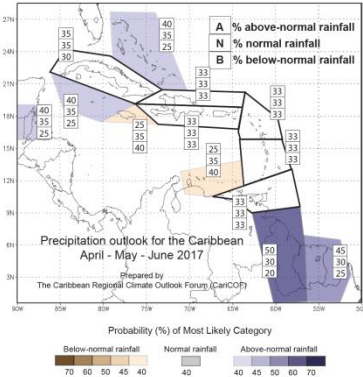 27N
24N
21N
18N
15N
12N
9N
6N
3N
90W
85W
80W
75W
70W
65W
60W
55W
A % above-normal rainfall
N % normal rainfall
B % below-normal rainfall
40
35
25
35
35
30
33
33
33
33
33
33
40
35
25
40
35
25
25
35
40
33
33
33
33
33
33
33
33
33
25
35
40
33
33
33
50
30
20
45
30
25
Precipitation outlook for the Caribbean
April - May - June 2017
Prepared by
The Caribbean Regional Climate Outlook Forum (CariCOF)
Probability (%) of Most Likely Category
Below-normal rainfall
70 60 50 45 40
Normal rainfall
40
Above-normal rainfall
40 45 50 60 70